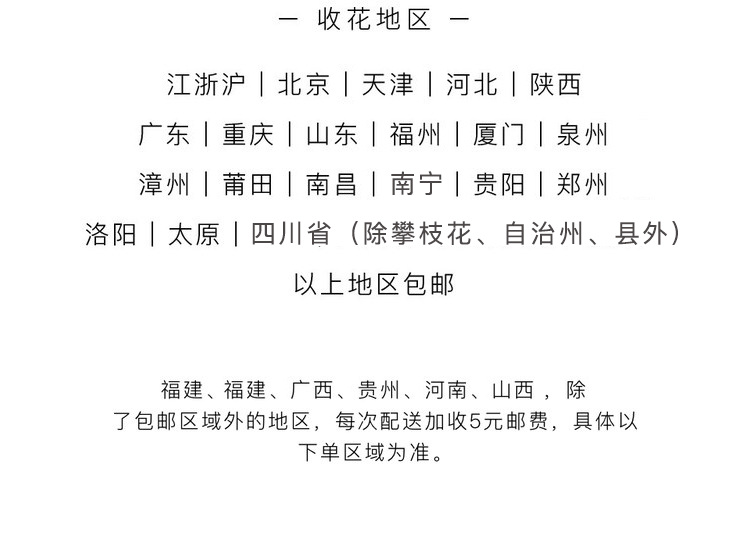 — 收花地区 —
江浙沪｜北京｜天津｜河北｜陕西
广东｜重庆｜山东｜福州｜厦门｜泉州
漳州｜莆田｜南昌｜南宁｜贵阳｜郑州
洛阳｜太原｜四川省（除攀枝花、自治州、县外）
以上地区包邮
福建、福建、广西、贵州、河南、山西，除
了包邮区域外的地区，每次配送加收5元邮费，具体以
下单区域为准。